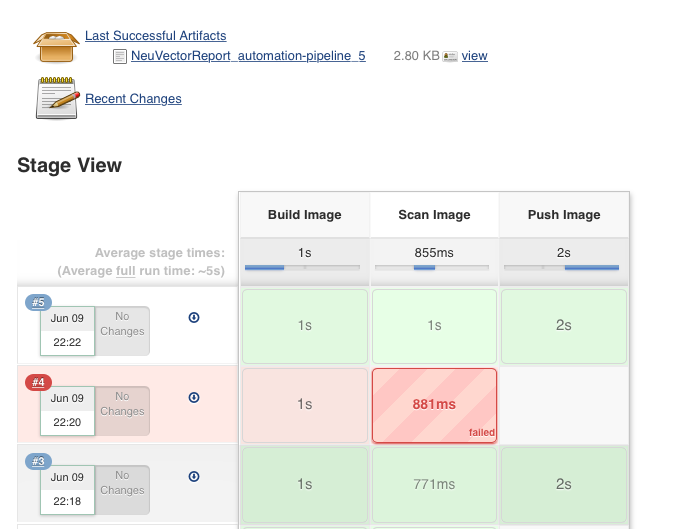 Last Successful Artifacts
NeuVectorReport_automation-pipeline_5 2.80 KB view
Recent Changes
Stage View
Build Image Scan Image Push Image
Average stage times: 1s 855ms 2s
(Average full run time: ~5s)
#5
Jun 09 No Changes
22:22
1s 1s 2s
#4
Jun 09 No Changes
22:20
1s 881ms
failed
#3
Jun 09 No Changes
22:18
1s 771ms 2s